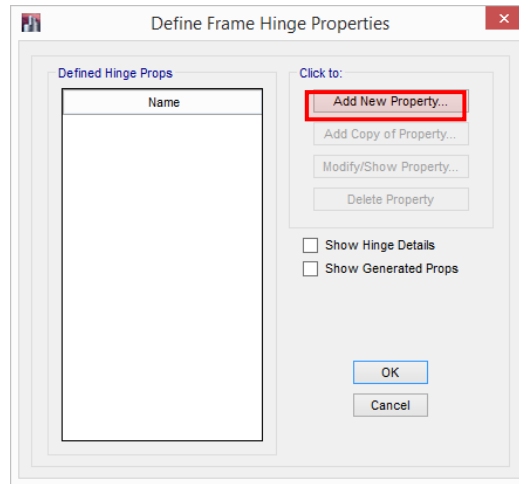 Define Frame Hinge Properties
Defined Hinge Props
Name
Click to:
Add New Property...
Add Copy of Property...
Modify/Show Property...
Delete Property
Show Hinge Details
Show Generated Props
OK
Cancel